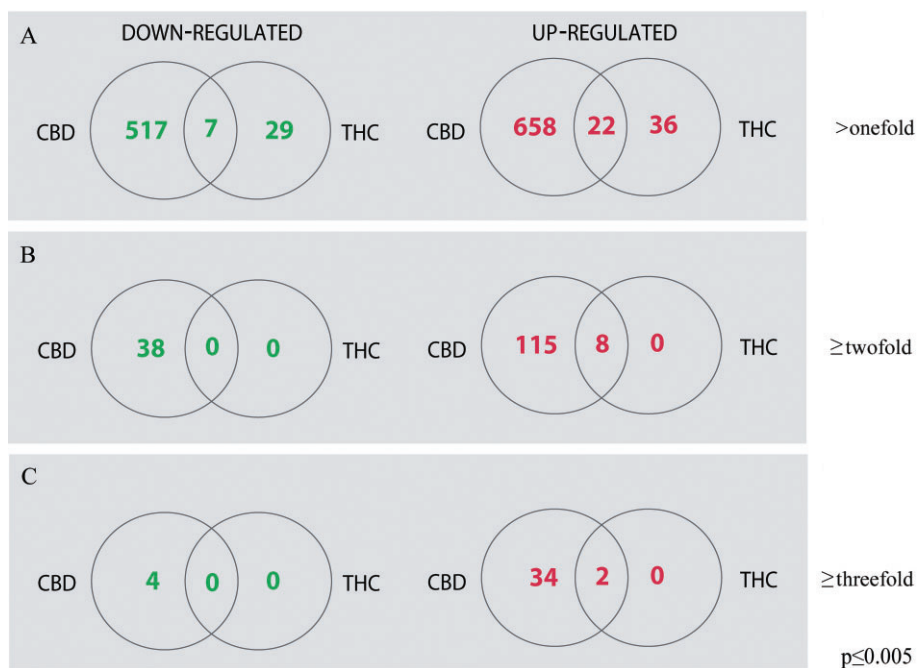 A
DOWN-REGULATED
UP-REGULATED
CBD 517 7 29 THC
CBD 658 22 36 THC
>onefold
B
CBD 38 0 0 THC
CBD 115 8 0 THC
≥twofold
C
CBD 4 0 0 THC
CBD 34 2 0 THC
≥threefold
p≤0.005